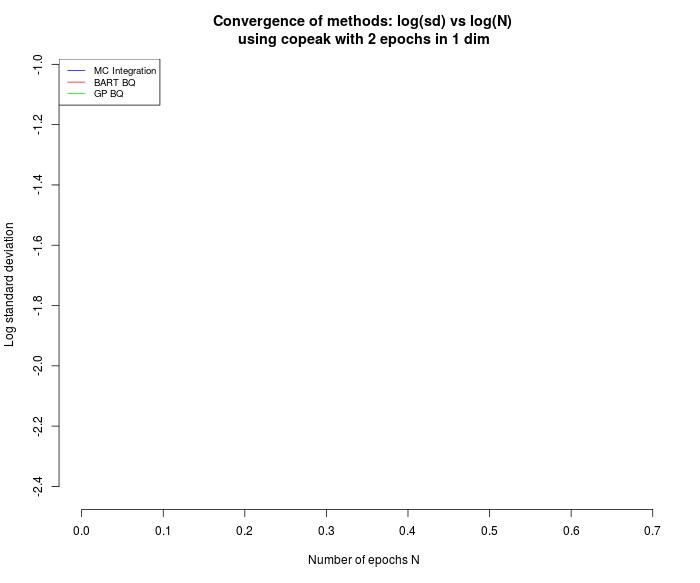 Convergence of methods: log(sd) vs log(N)
using copeak with 2 epochs in 1 dim
MC Integration
BART BQ
GP BQ
Log standard deviation
-1.0
-1.2
-1.4
-1.6
-1.8
-2.0
-2.2
-2.4
0.0 0.1 0.2 0.3 0.4 0.5 0.6 0.7
Number of epochs N